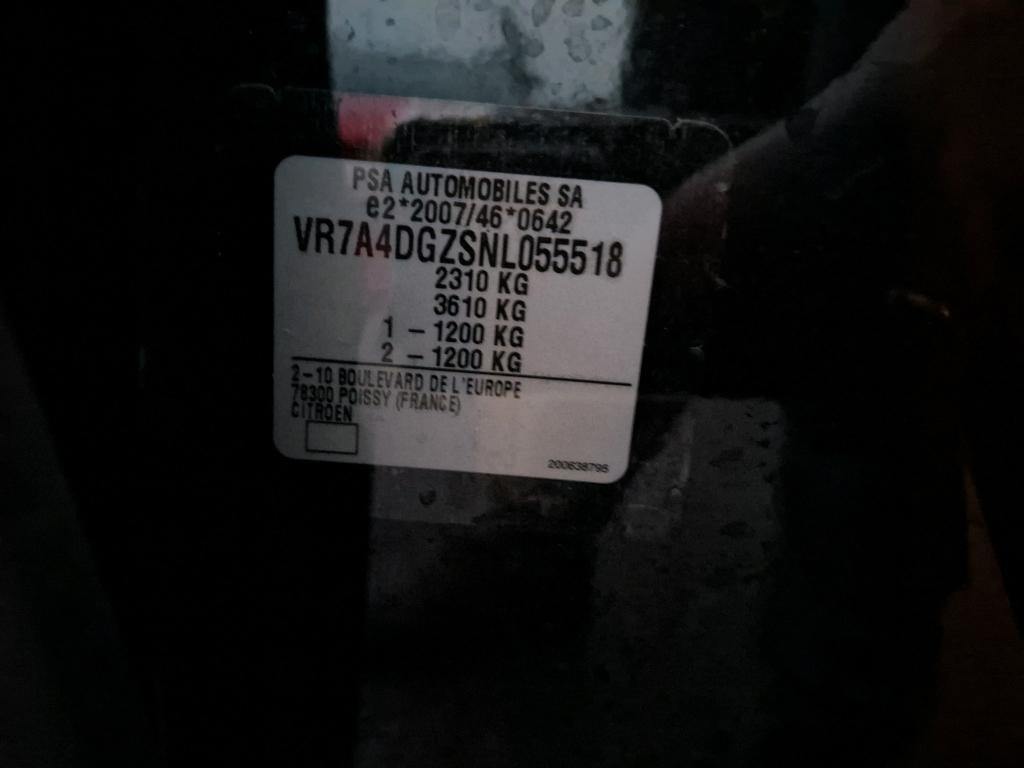 PSA AUTOMOBILES SA
e2*2007/46*0642
VR7A4DGZSNL055518
2310 KG
3610 KG
1 – 1200 KG
2 – 1200 KG
2–10 BOULEVARD DE L'EUROPE
78300 POISSY (FRANCE)
CITROEN
200638798